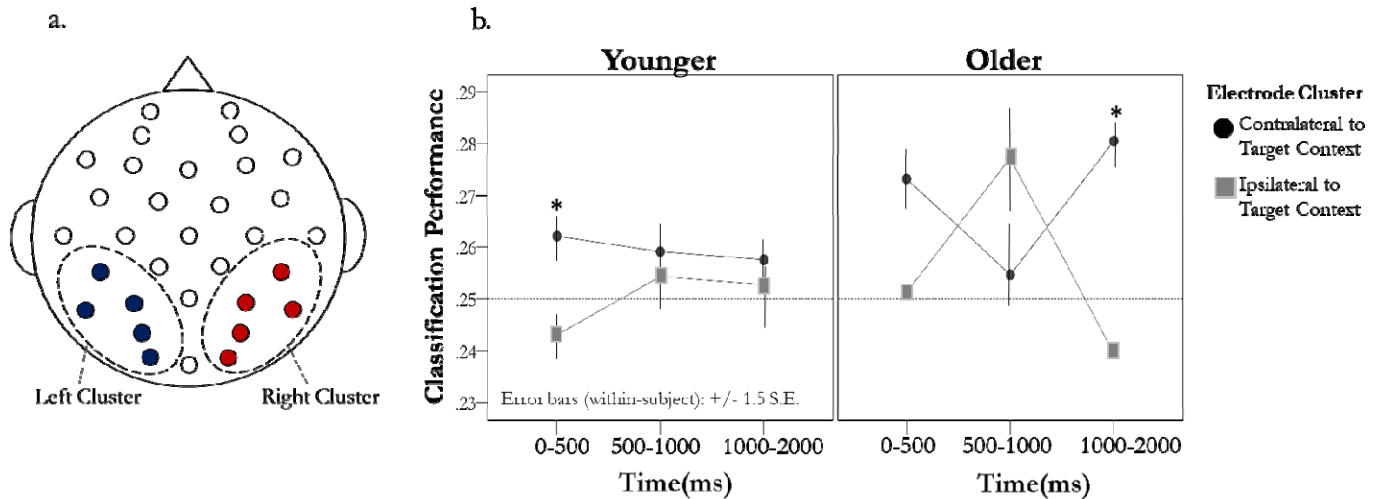 a.
Left Cluster
Right Cluster
b.
Younger
Older
Classification Performance
.29
.28
.27
.26
.25
.24
.23
*
*
Error bars (within-subject): +/- 1.5 S.E.
0-500
500-1000
1000-2000
0-500
500-1000
1000-2000
Time(ms)
Time(ms)
Electrode Cluster
Contralateral to
Target Context
Ipsilateral to
Target Context